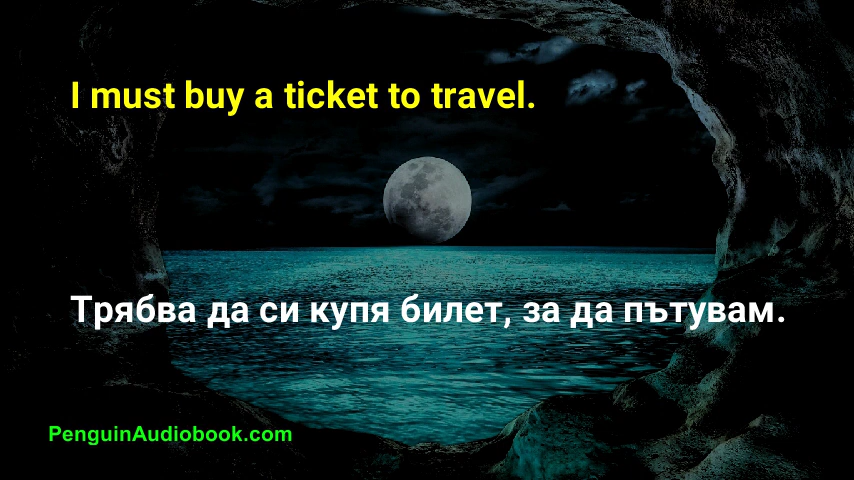 I must buy a ticket to travel.
Трябва да си купя билет, за да пътувам.
PenguinAudiobook.com